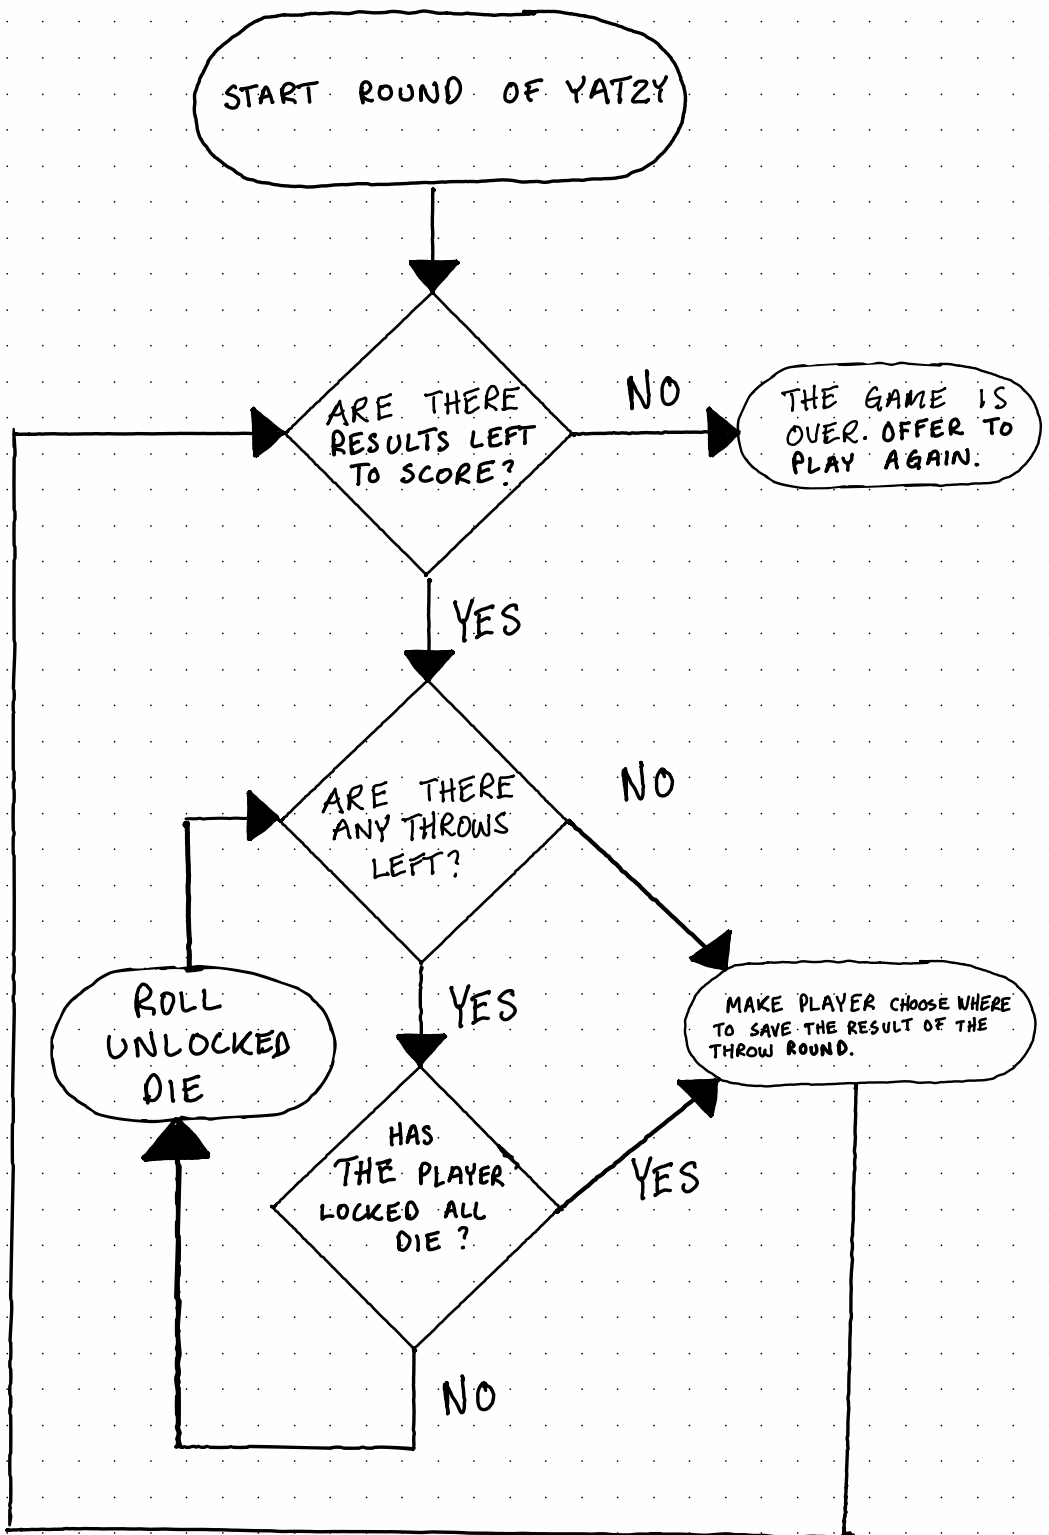 START ROUND OF YATZY
ARE THERE
RESULTS LEFT
TO SCORE?
NO
THE GAME IS
OVER. OFFER TO
PLAY AGAIN.
YES
ARE THERE
ANY THROWS
LEFT?
NO
YES
ROLL
UNLOCKED
DIE
MAKE PLAYER CHOOSE WHERE
TO SAVE THE RESULT OF THE
THROW ROUND.
HAS
THE PLAYER
LOCKED ALL
DIE?
YES
NO